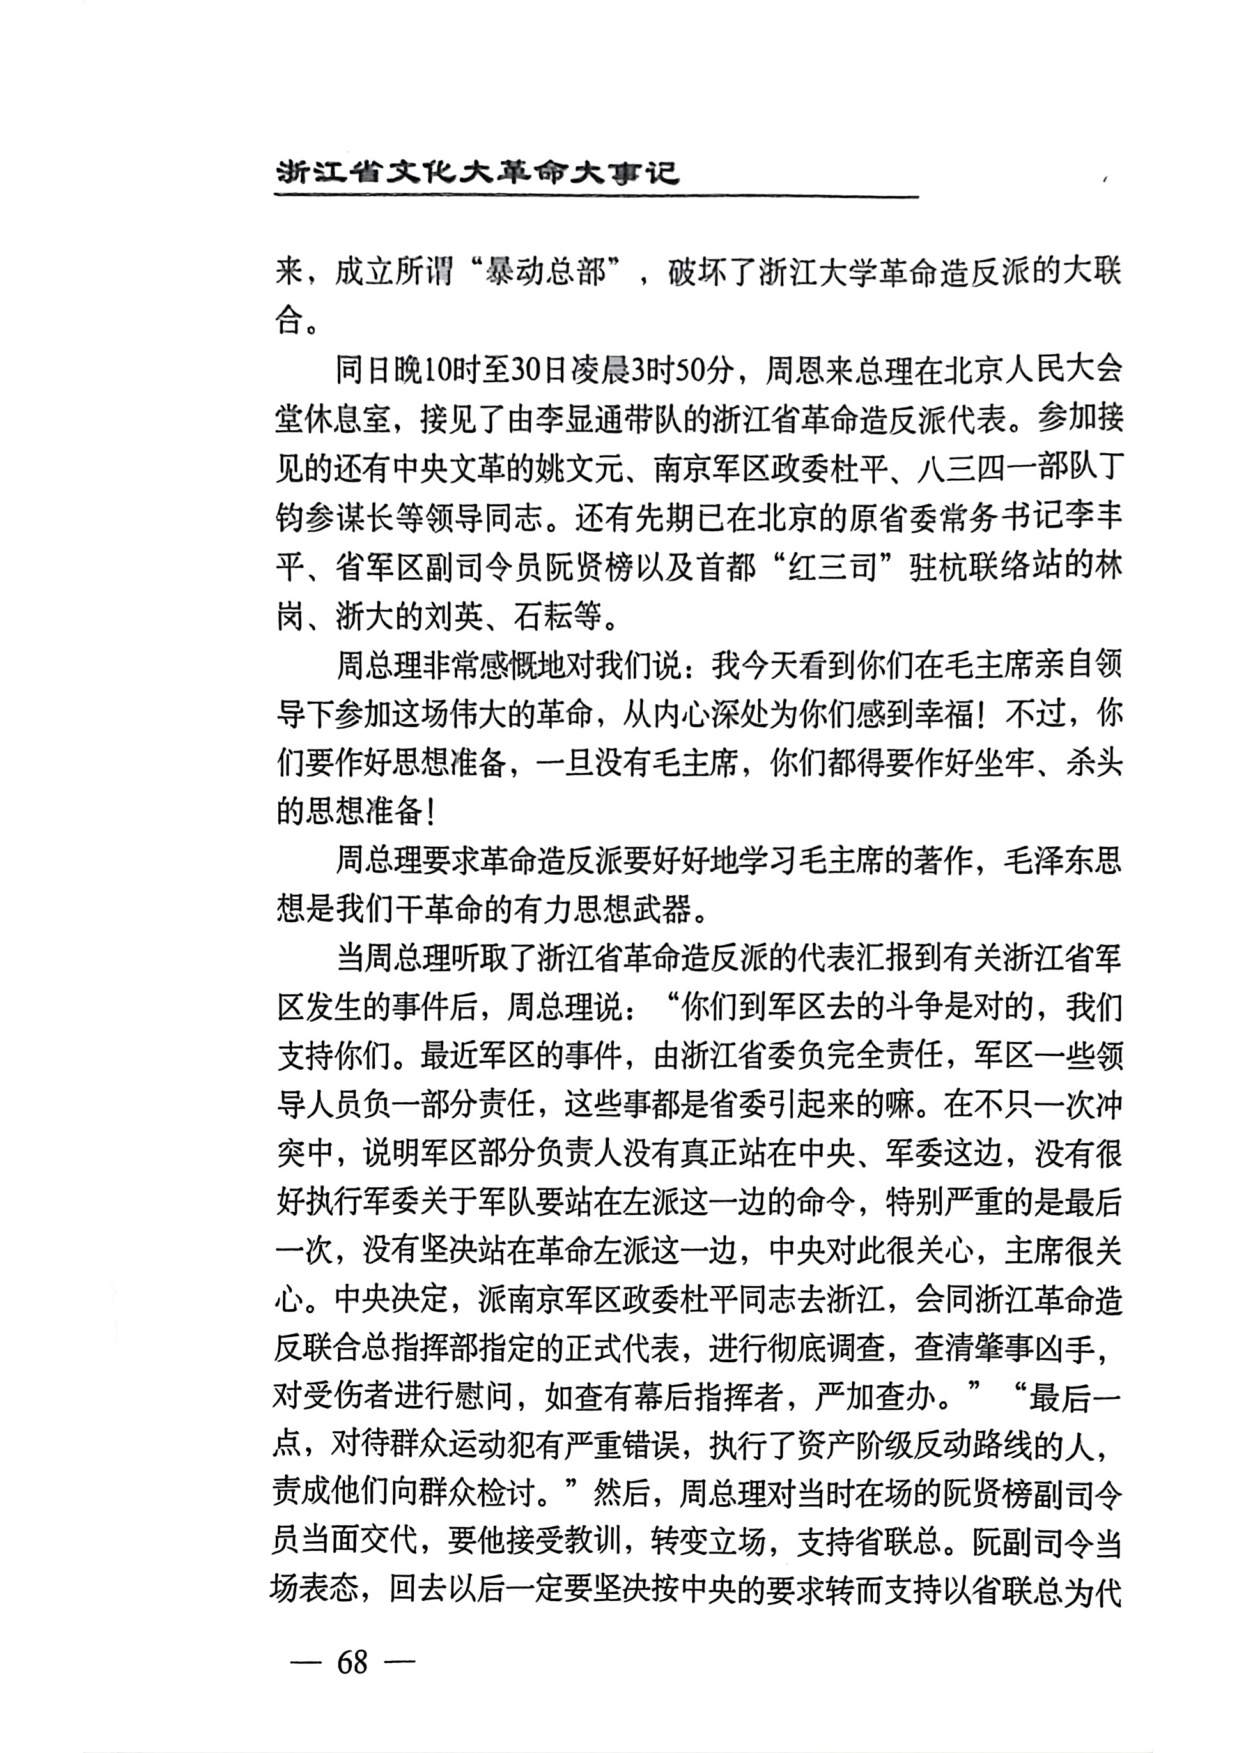 浙江省文化大革命大事记
来，成立所谓“暴动总部”，破坏了浙江大学革命造反派的大联
合。
同日晚10时至30日凌晨3时50分，周恩来总理在北京人民大会
堂休息室，接见了由李显通带队的浙江省革命造反派代表。参加接
见的还有中央文革的姚文元、南京军区政委杜平、八三四一部队丁
钧参谋长等领导同志。还有先期已在北京的原省委常务书记李丰
平、省军区副司令员阮贤榜以及首都“红三司”驻杭联络站的林
岗、浙大的刘英、石耘等。
周总理非常感慨地对我们说：我今天看到你们在毛主席亲自领
导下参加这场伟大的革命，从内心深处为你们感到幸福！不过，你
们要作好思想准备，一旦没有毛主席，你们都得要作好坐牢、杀头
的思想准备！
周总理要求革命造反派要好好地学习毛主席的著作，毛泽东思
想是我们干革命的有力思想武器。
当周总理听取了浙江省革命造反派的代表汇报到有关浙江省军
区发生的事件后，周总理说：“你们到军区去的斗争是对的，我们
支持你们。最近军区的事件，由浙江省委负完全责任，军区一些领
导人员负一部分责任，这些事都是省委引起来的嘛。在不只一次冲
突中，说明军区部分负责人没有真正站在中央、军委这边，没有很
好执行军委关于军队要站在左派这一边的命令，特别严重的是最后
一次，没有坚决站在革命左派这一边，中央对此很关心，主席很关
心。中央决定，派南京军区政委杜平同志去浙江，会同浙江革命造
反联合总指挥部指定的正式代表，进行彻底调查，查清肇事凶手，
对受伤者进行慰问，如查有幕后指挥者，严加查办。”“最后一
点，对待群众运动犯有严重错误，执行了资产阶级反动路线的人，
责成他们向群众检讨。”然后，周总理对当时在场的阮贤榜副司令
员当面交代，要他接受教训，转变立场，支持省联总。阮副司令当
场表态，回去以后一定要坚决按中央的要求转而支持以省联总为代
— 68 —